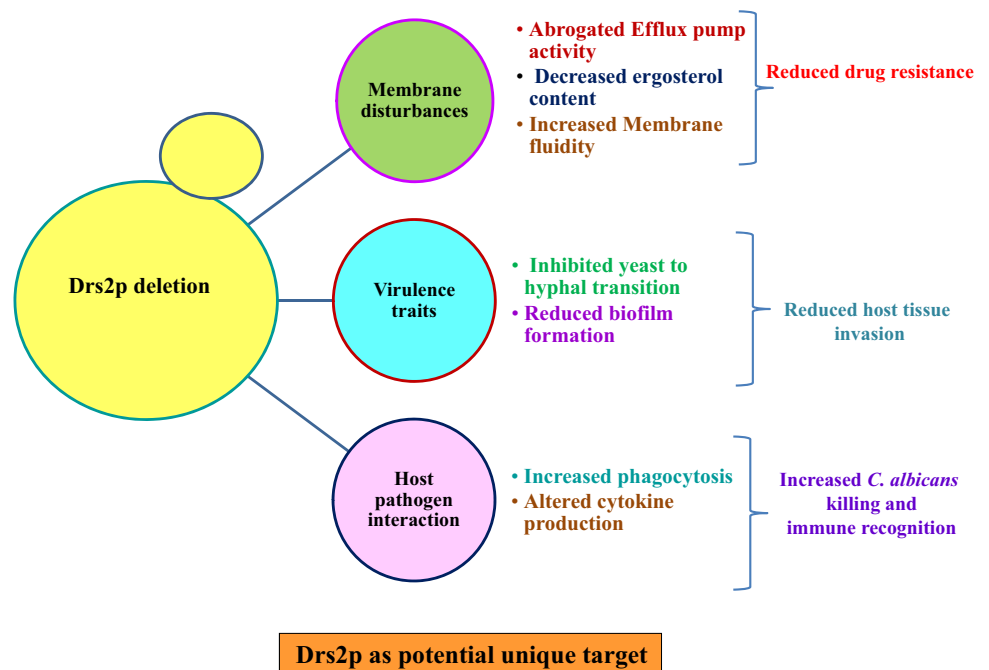 Drs2p deletion
Membrane
disturbances
• Abrogated Efflux pump
activity
• Decreased ergosterol
content
• Increased Membrane
fluidity
Reduced drug resistance
Virulence
traits
• Inhibited yeast to
hyphal transition
• Reduced biofilm
formation
Reduced host tissue
invasion
Host
pathogen
interaction
• Increased phagocytosis
• Altered cytokine
production
Increased C. albicans
killing and
immune recognition
Drs2p as potential unique target